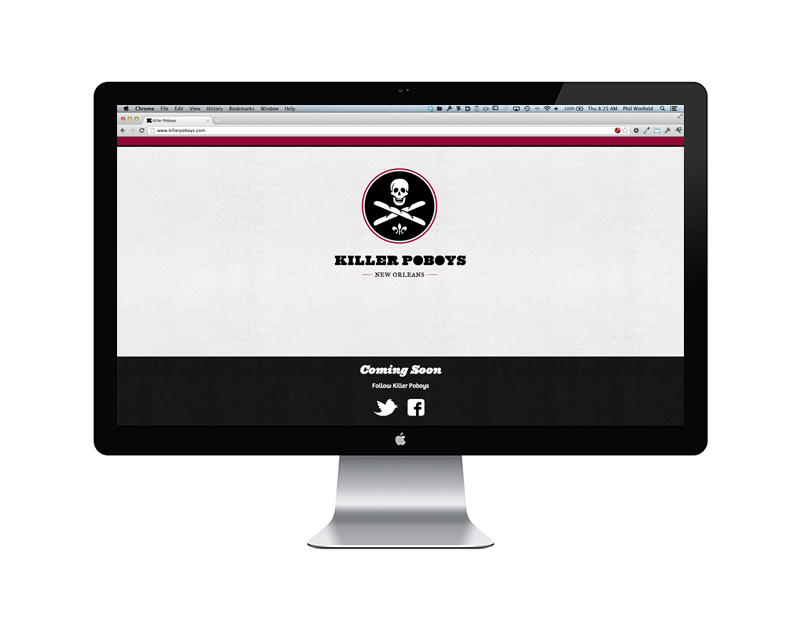 Chrome File Edit View History Bookmarks Window Help 100% Thu 8:25 AM Phil Winfield
Killer Poboys
www.killerpoboys.com
KILLER POBOYS
NEW ORLEANS
Coming Soon
Follow Killer Poboys